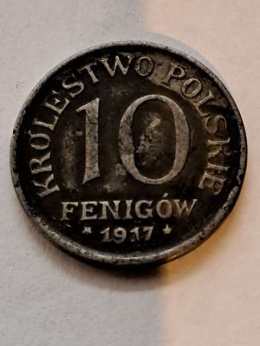 KRÓLESTWO POLSKIE
10
FENIGÓW
* 1917 *